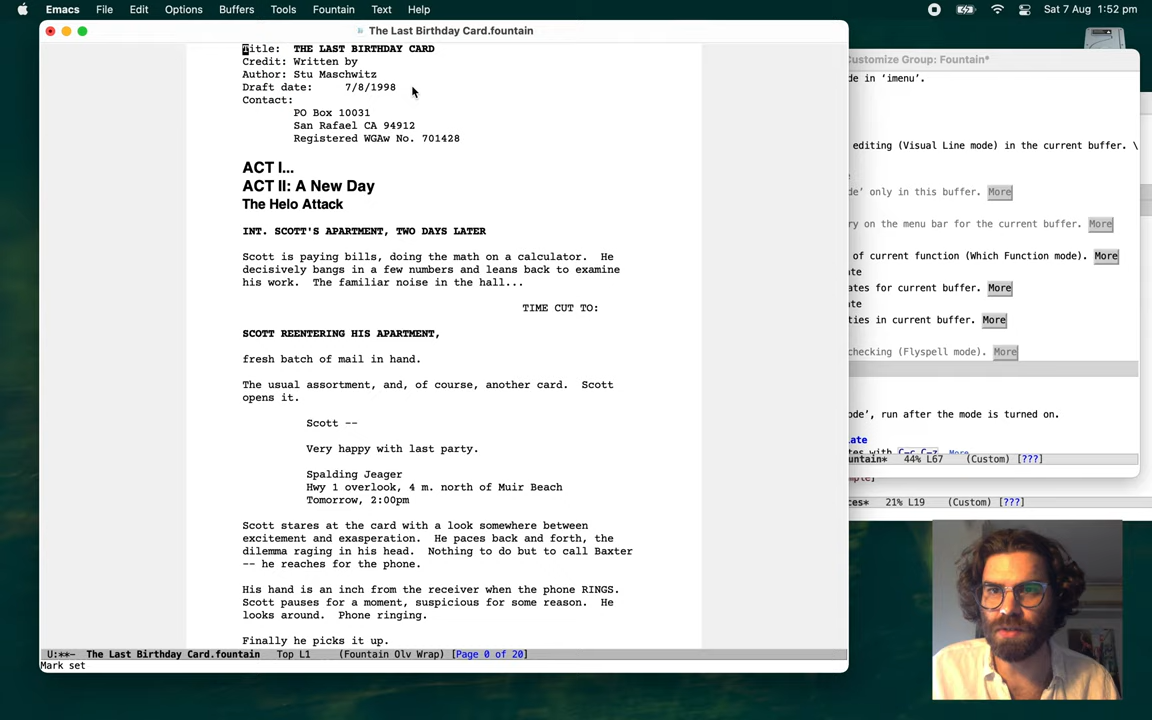 Emacs File Edit Options Buffers Tools Fountain Text Help Sat 7 Aug 1:52 pm
The Last Birthday Card.fountain
Title: THE LAST BIRTHDAY CARD
Credit: Written by
Author: Stu Maschwitz
Draft date: 7/8/1998
Contact:
PO Box 10031
San Rafael CA 94912
Registered WGAw No. 701428
ACT I...
ACT II: A New Day
The Helo Attack
INT. SCOTT'S APARTMENT, TWO DAYS LATER
Scott is paying bills, doing the math on a calculator. He
decisively bangs in a few numbers and leans back to examine
his work. The familiar noise in the hall...
TIME CUT TO:
SCOTT REENTERING HIS APARTMENT,
fresh batch of mail in hand.
The usual assortment, and, of course, another card. Scott
opens it.
Scott --
Very happy with last party.
Spalding Jeager
Hwy 1 overlook, 4 m. north of Muir Beach
Tomorrow, 2:00pm
Scott stares at the card with a look somewhere between
excitement and exasperation. He paces back and forth, the
dilemma raging in his head. Nothing to do but to call Baxter
-- he reaches for the phone.
His hand is an inch from the receiver when the phone RINGS.
Scott pauses for a moment, suspicious for some reason. He
looks around. Phone ringing.
Finally he picks it up.
U:**- The Last Birthday Card.fountain Top L1 (Fountain Olv Wrap) [Page 0 of 20]
Mark set
Customize Group: Fountain*
de in ‘imenu’.
editing (Visual Line mode) in the current buffer. \
de’ only in this buffer. More
ry on the menu bar for the current buffer. More
of current function (Which Function mode). More
te
ates for current buffer. More
te
ties in current buffer. More
checking (Flyspell mode). More
ode’, run after the mode is turned on.
ate
tes with C-c C-z. More
untain* 44% L67 (Custom) [???]
mple]
ces* 21% L19 (Custom) [???]